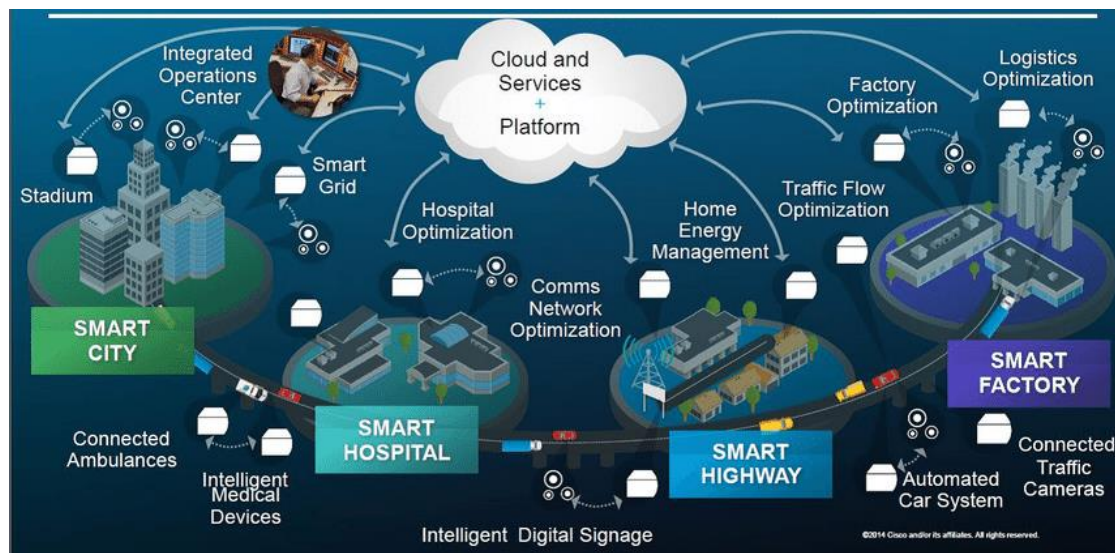 Integrated
Operations
Center
Cloud and
Services
+
Platform
Logistics
Optimization
Factory
Optimization
Stadium
Smart
Grid
Hospital
Optimization
Home
Energy
Management
Traffic Flow
Optimization
Comms
Network
Optimization
SMART
CITY
SMART
HOSPITAL
SMART
HIGHWAY
SMART
FACTORY
Connected
Ambulances
Intelligent
Medical
Devices
Intelligent Digital Signage
Automated
Car System
Connected
Traffic
Cameras
©2014 Cisco and/or its affiliates. All rights reserved.